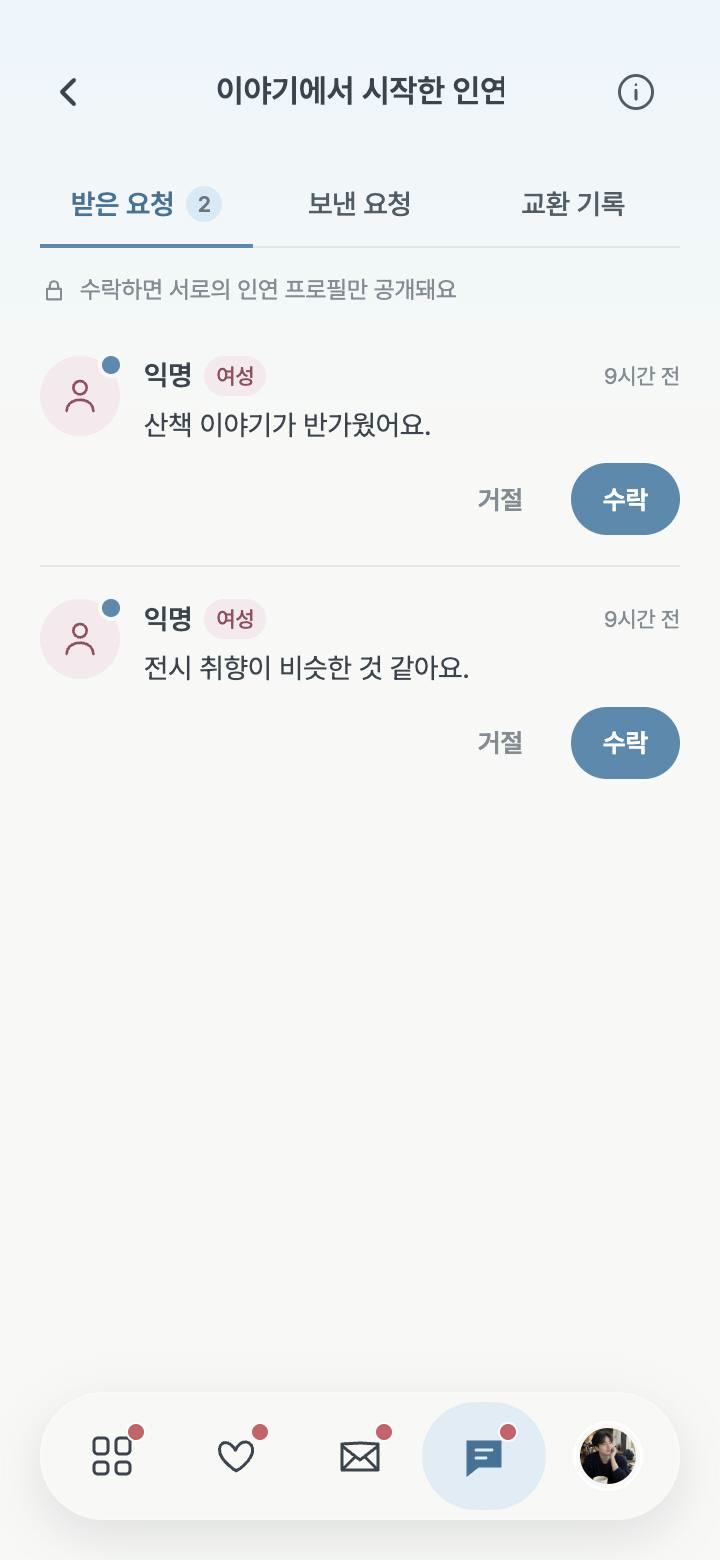 이야기에서 시작한 인연
받은 요청 2
보낸 요청
교환 기록
수락하면 서로의 인연 프로필만 공개돼요
익명 여성 9시간 전
산책 이야기가 반가웠어요.
거절 수락
익명 여성 9시간 전
전시 취향이 비슷한 것 같아요.
거절 수락